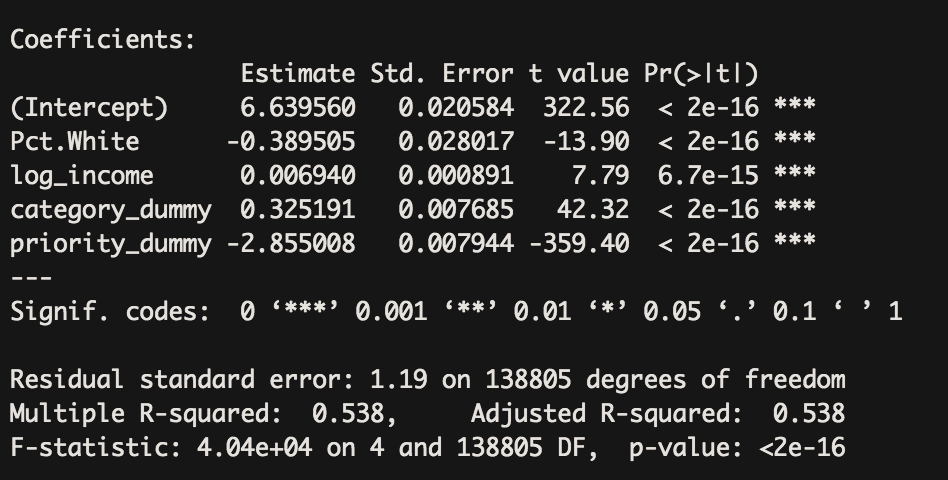 Coefficients:
Estimate Std. Error t value Pr(>|t|)
(Intercept) 6.639560 0.020584 322.56 < 2e-16 ***
Pct.White -0.389505 0.028017 -13.90 < 2e-16 ***
log_income 0.006940 0.000891 7.79 6.7e-15 ***
category_dummy 0.325191 0.007685 42.32 < 2e-16 ***
priority_dummy -2.855008 0.007944 -359.40 < 2e-16 ***
---
Signif. codes: 0 ‘***’ 0.001 ‘**’ 0.01 ‘*’ 0.05 ‘.’ 0.1 ‘ ’ 1
Residual standard error: 1.19 on 138805 degrees of freedom
Multiple R-squared: 0.538, Adjusted R-squared: 0.538
F-statistic: 4.04e+04 on 4 and 138805 DF, p-value: <2e-16